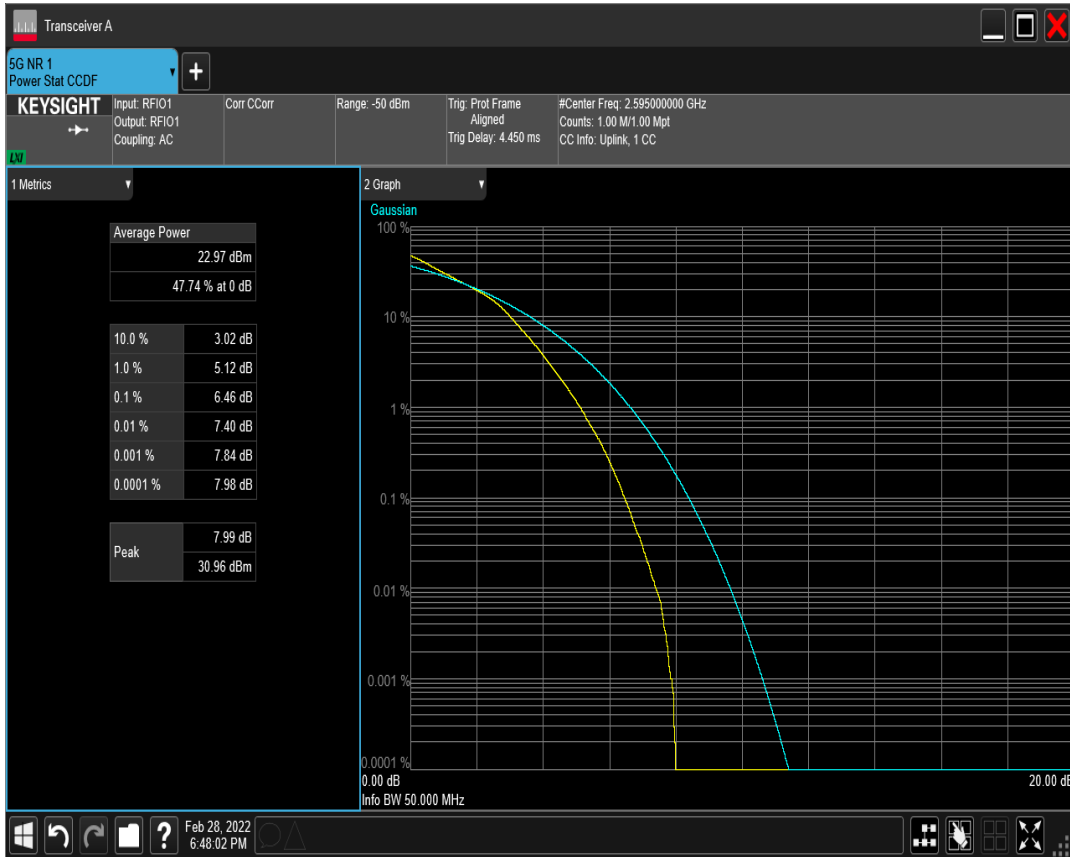 Transceiver A
5G NR 1
Power Stat CCDF
+
KEYSIGHT
LXI
Input: RFIO1
Output: RFIO1
Coupling: AC
Corr CCorr
Range: -50 dBm
Trig: Prot Frame
Aligned
Trig Delay: 4.450 ms
#Center Freq: 2.595000000 GHz
Counts: 1.00 M/1.00 Mpt
CC Info: Uplink, 1 CC
1 Metrics
Average Power
22.97 dBm
47.74 % at 0 dB
10.0 % 3.02 dB
1.0 % 5.12 dB
0.1 % 6.46 dB
0.01 % 7.40 dB
0.001 % 7.84 dB
0.0001 % 7.98 dB
Peak 7.99 dB
30.96 dBm
2 Graph
Gaussian
100 %
10 %
1 %
0.1 %
0.01 %
0.001 %
0.0001 %
0.00 dB 20.00 dB
Info BW 50.000 MHz
?
Feb 28, 2022
6:48:02 PM